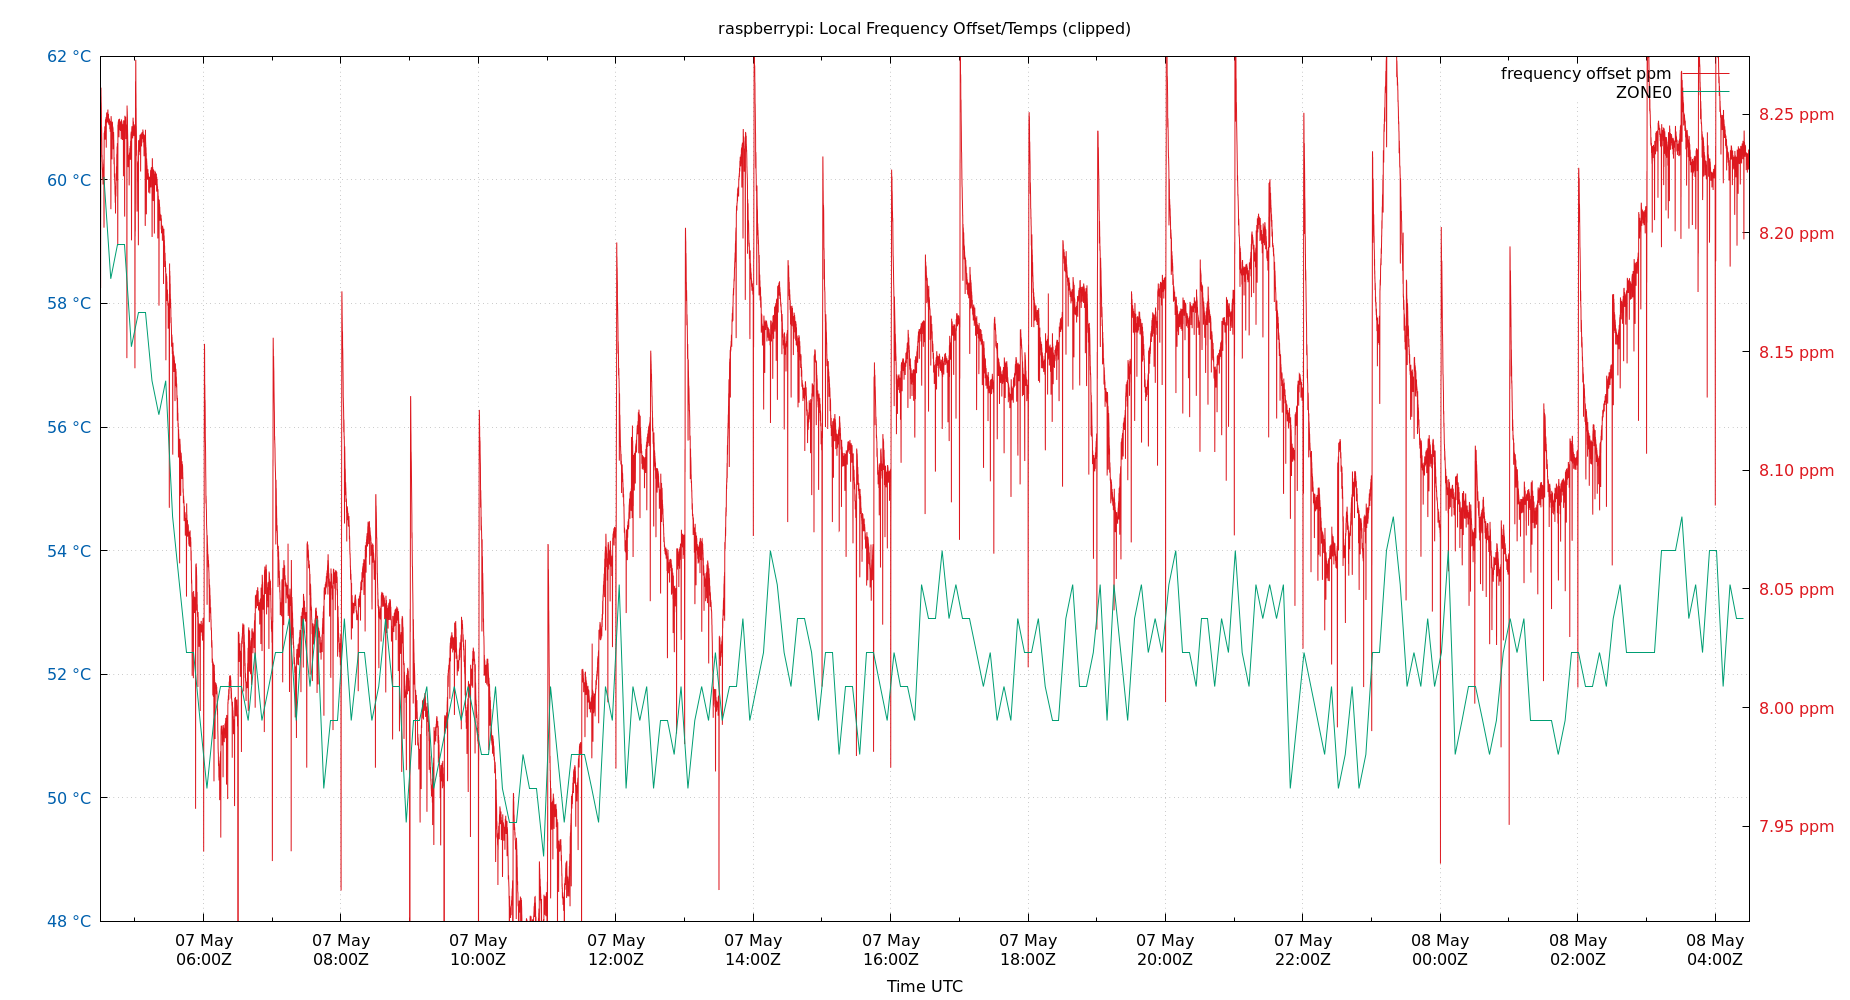 raspberrypi: Local Frequency Offset/Temps (clipped)
frequency offset ppm
ZONE0
62 °C
60 °C
58 °C
56 °C
54 °C
52 °C
50 °C
48 °C
8.25 ppm
8.20 ppm
8.15 ppm
8.10 ppm
8.05 ppm
8.00 ppm
7.95 ppm
07 May
06:00Z
07 May
08:00Z
07 May
10:00Z
07 May
12:00Z
07 May
14:00Z
07 May
16:00Z
07 May
18:00Z
07 May
20:00Z
07 May
22:00Z
08 May
00:00Z
08 May
02:00Z
08 May
04:00Z
Time UTC